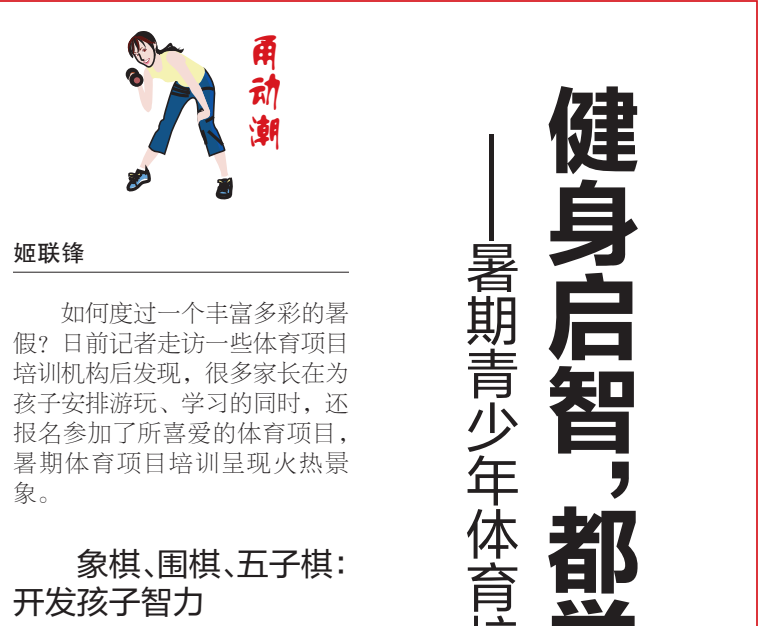 甬动潮
健身启智，都
——暑期青少年体育
姬联锋
如何度过一个丰富多彩的暑
假？日前记者走访一些体育项目
培训机构后发现，很多家长在为
孩子安排游玩、学习的同时，还
报名参加了所喜爱的体育项目，
暑期体育项目培训呈现火热景
象。
象棋、围棋、五子棋：
开发孩子智力